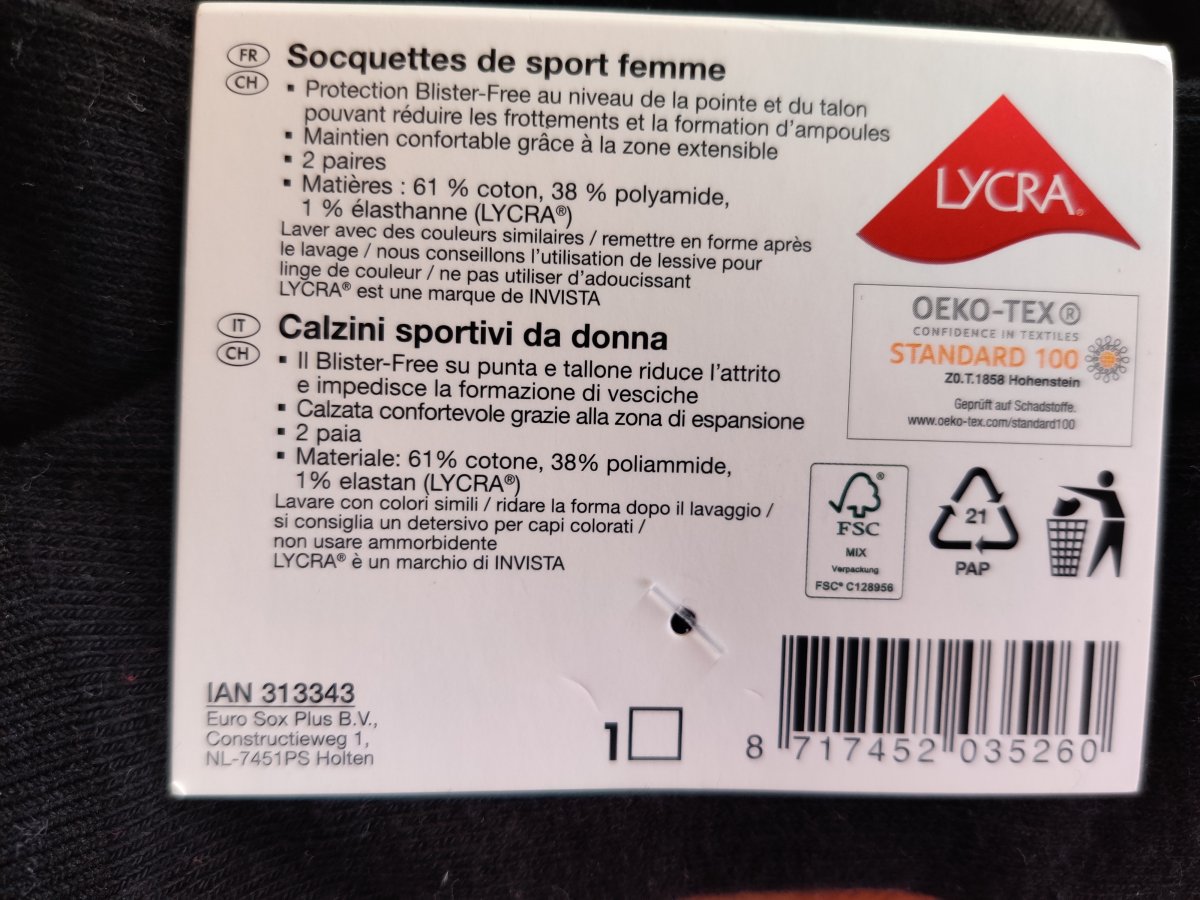 FR
CH
Socquettes de sport femme
▪ Protection Blister-Free au niveau de la pointe et du talon
pouvant réduire les frottements et la formation d'ampoules
▪ Maintien confortable grâce à la zone extensible
▪ 2 paires
▪ Matières : 61 % coton, 38 % polyamide,
1 % élasthanne (LYCRA®)
Laver avec des couleurs similaires / remettre en forme après
le lavage / nous conseillons l'utilisation de lessive pour
linge de couleur / ne pas utiliser d'adoucissant
LYCRA® est une marque de INVISTA
IT
CH
Calzini sportivi da donna
▪ Il Blister-Free su punta e tallone riduce l'attrito
e impedisce la formazione di vesciche
▪ Calzata confortevole grazie alla zona di espansione
▪ 2 paia
▪ Materiale: 61% cotone, 38% poliammide,
1% elastan (LYCRA®)
Lavare con colori simili / ridare la forma dopo il lavaggio /
si consiglia un detersivo per capi colorati /
non usare ammorbidente
LYCRA® è un marchio di INVISTA
LYCRA®
OEKO-TEX®
CONFIDENCE IN TEXTILES
STANDARD 100
Z0.T.1858 Hohenstein
Geprüft auf Schadstoffe.
www.oeko-tex.com/standard100
®
FSC
MIX
Verpackung
FSC® C128956
21
PAP
IAN 313343
Euro Sox Plus B.V.,
Constructieweg 1,
NL-7451PS Holten
1
8 717452 035260